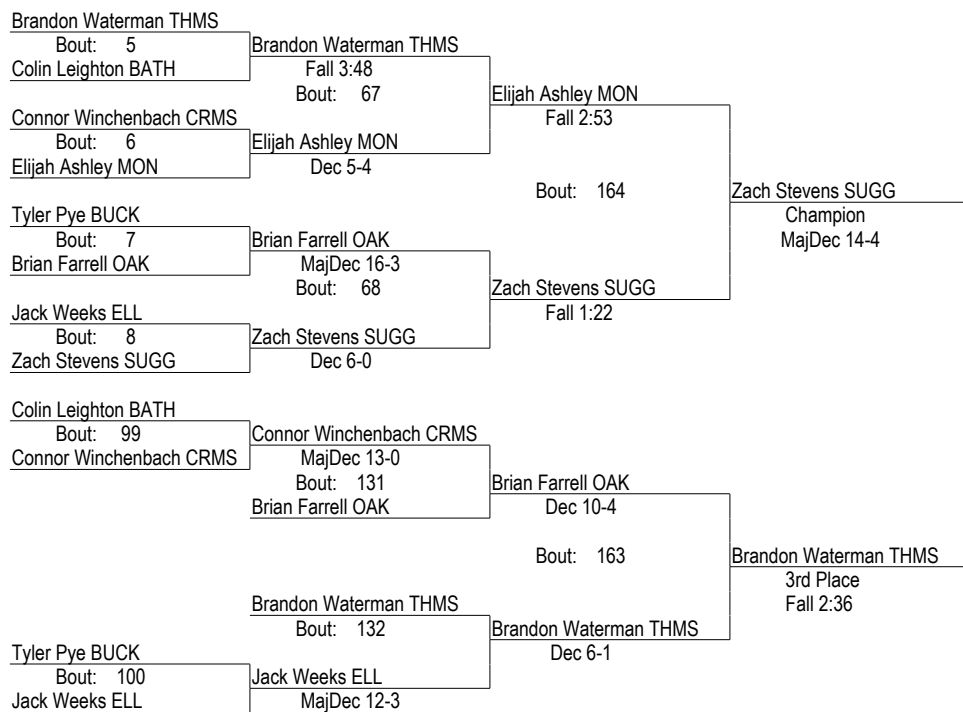 Brandon Waterman THMS
Bout: 5
Brandon Waterman THMS
Colin Leighton BATH
Fall 3:48
Bout: 67
Elijah Ashley MON
Connor Winchenbach CRMS
Fall 2:53
Bout: 6
Elijah Ashley MON
Elijah Ashley MON
Dec 5-4
Bout: 164
Zach Stevens SUGG
Tyler Pye BUCK
Champion
Bout: 7
Brian Farrell OAK
MajDec 14-4
Brian Farrell OAK
MajDec 16-3
Bout: 68
Zach Stevens SUGG
Jack Weeks ELL
Fall 1:22
Bout: 8
Zach Stevens SUGG
Zach Stevens SUGG
Dec 6-0
Colin Leighton BATH
Bout: 99
Connor Winchenbach CRMS
Connor Winchenbach CRMS
MajDec 13-0
Bout: 131
Brian Farrell OAK
Brian Farrell OAK
Dec 10-4
Bout: 163
Brandon Waterman THMS
3rd Place
Brandon Waterman THMS
Fall 2:36
Bout: 132
Brandon Waterman THMS
Tyler Pye BUCK
Dec 6-1
Bout: 100
Jack Weeks ELL
Jack Weeks ELL
MajDec 12-3